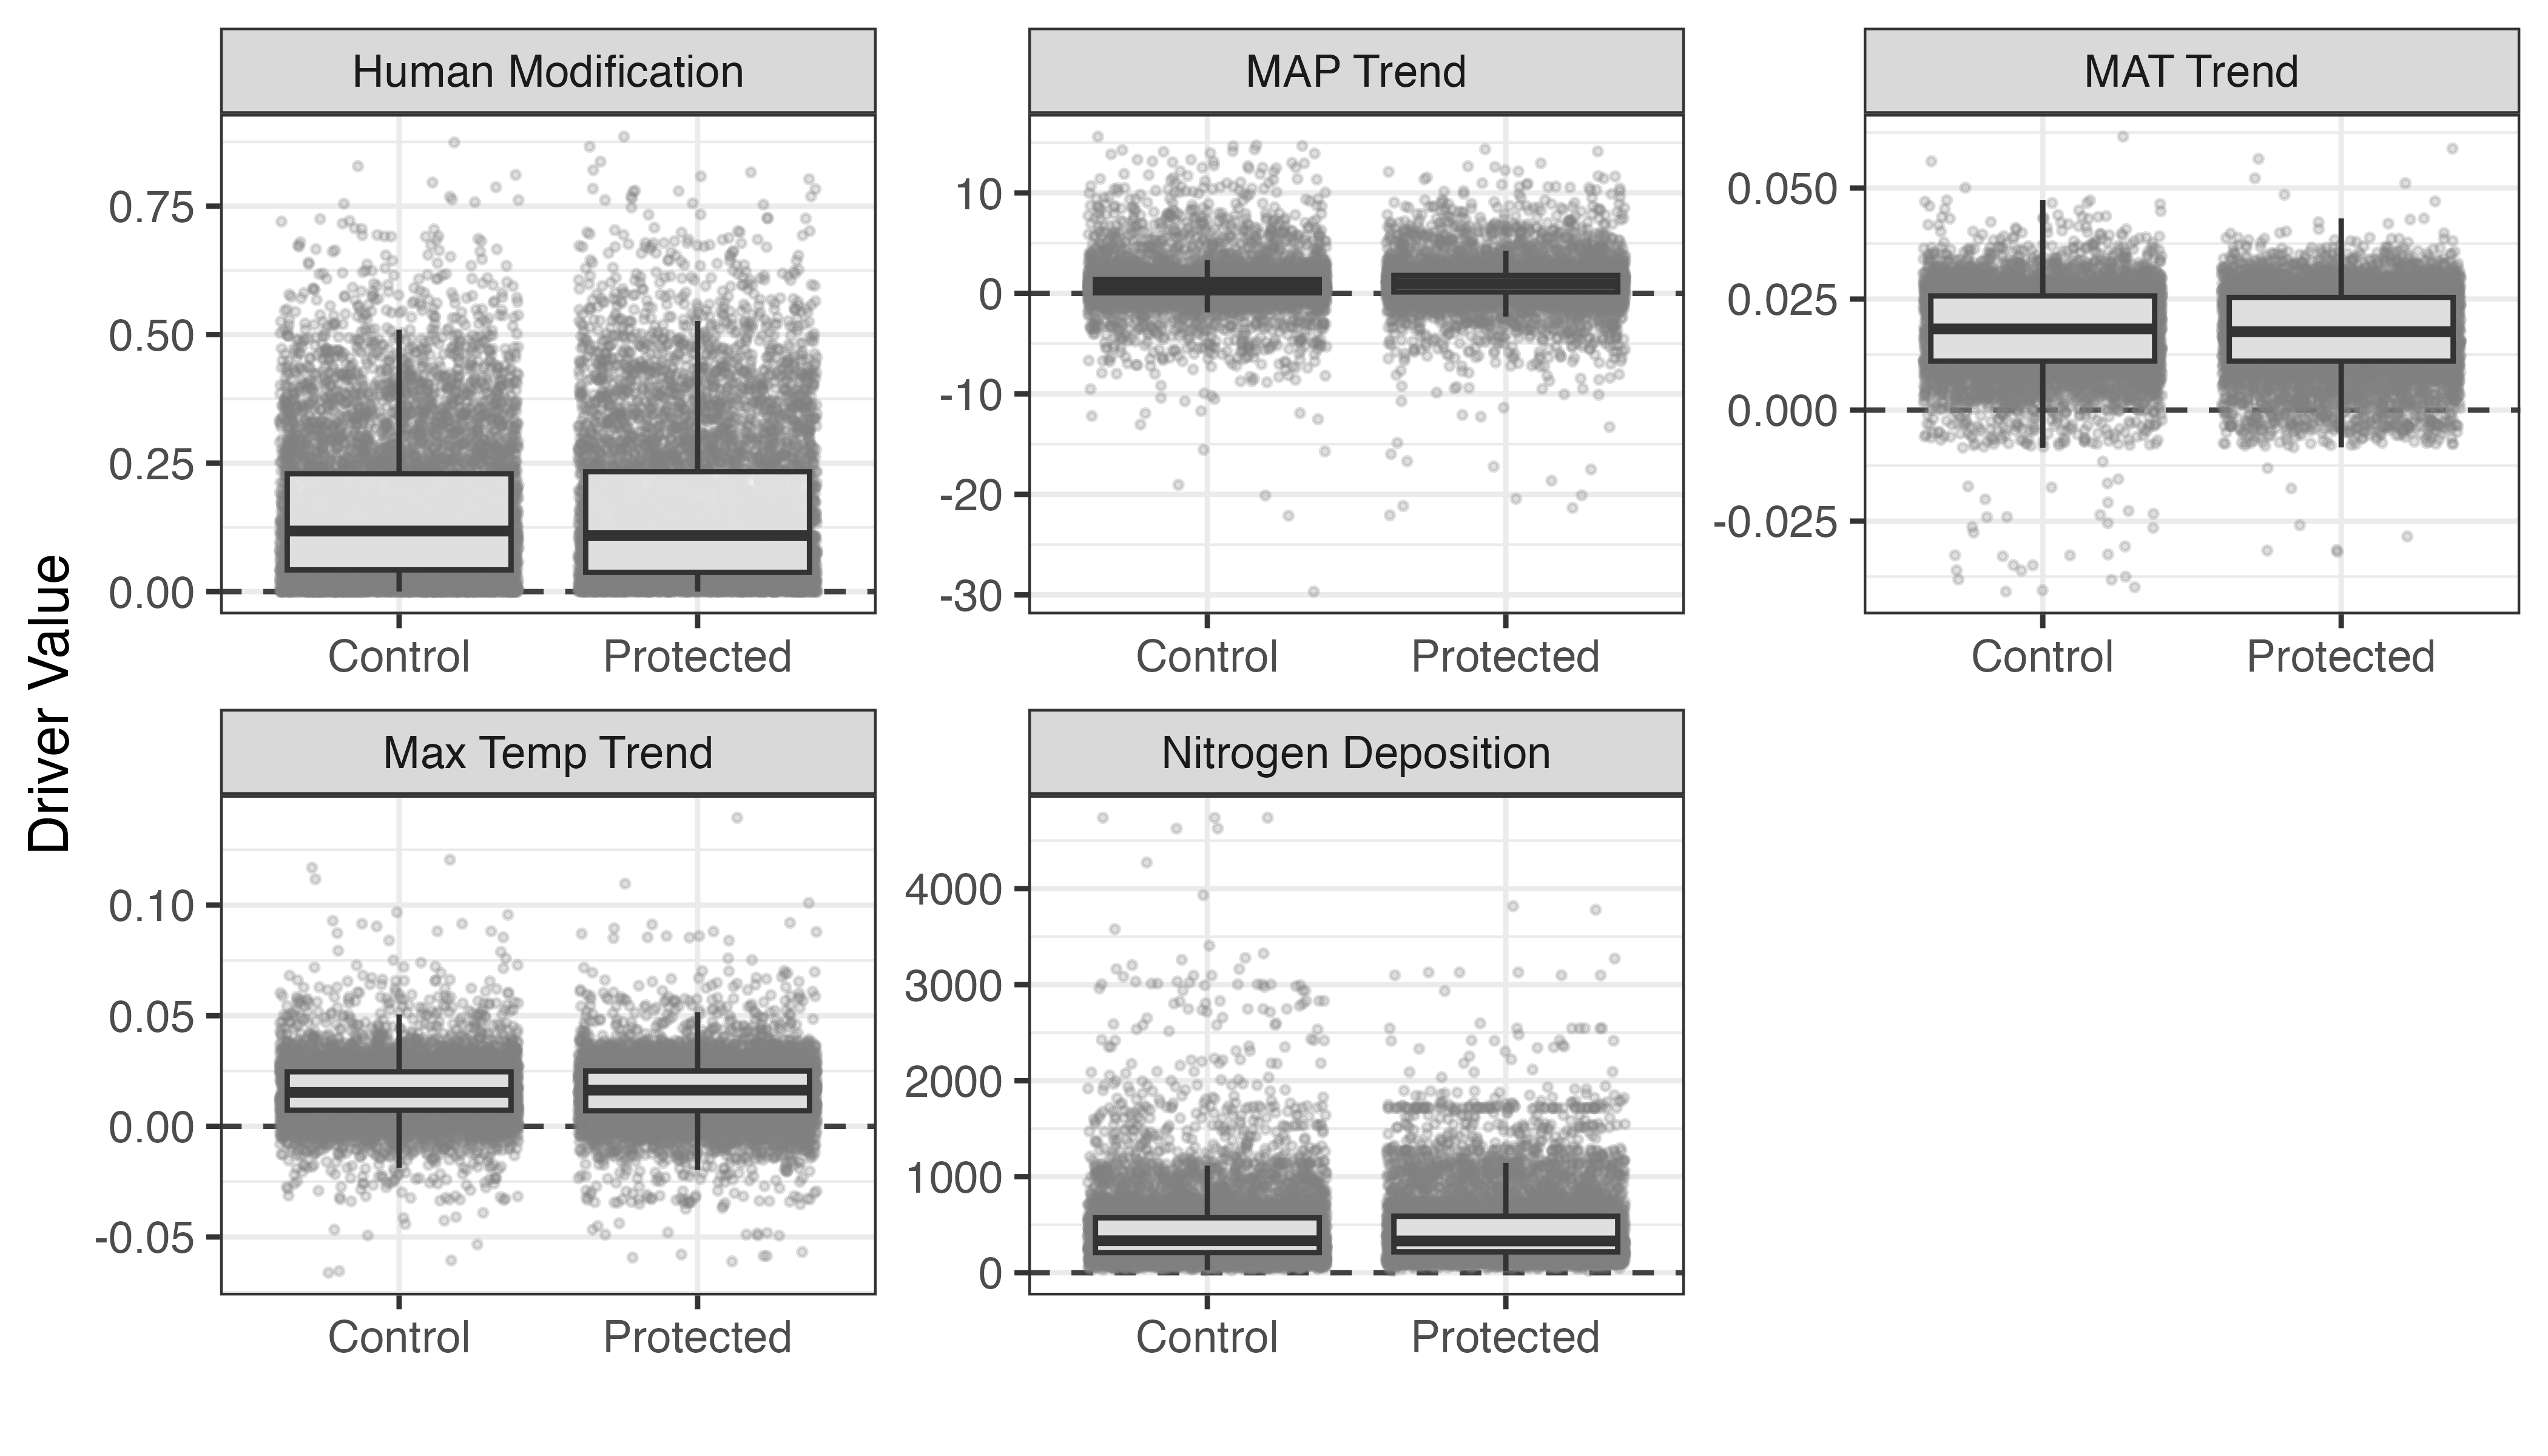 Human Modification
MAP Trend
MAT Trend
Driver Value
0.75
0.50
0.25
0.00
10
0
-10
-20
-30
0.050
0.025
0.000
-0.025
Control
Protected
Control
Protected
Control
Protected
Max Temp Trend
Nitrogen Deposition
0.10
0.05
0.00
-0.05
4000
3000
2000
1000
0
Control
Protected
Control
Protected